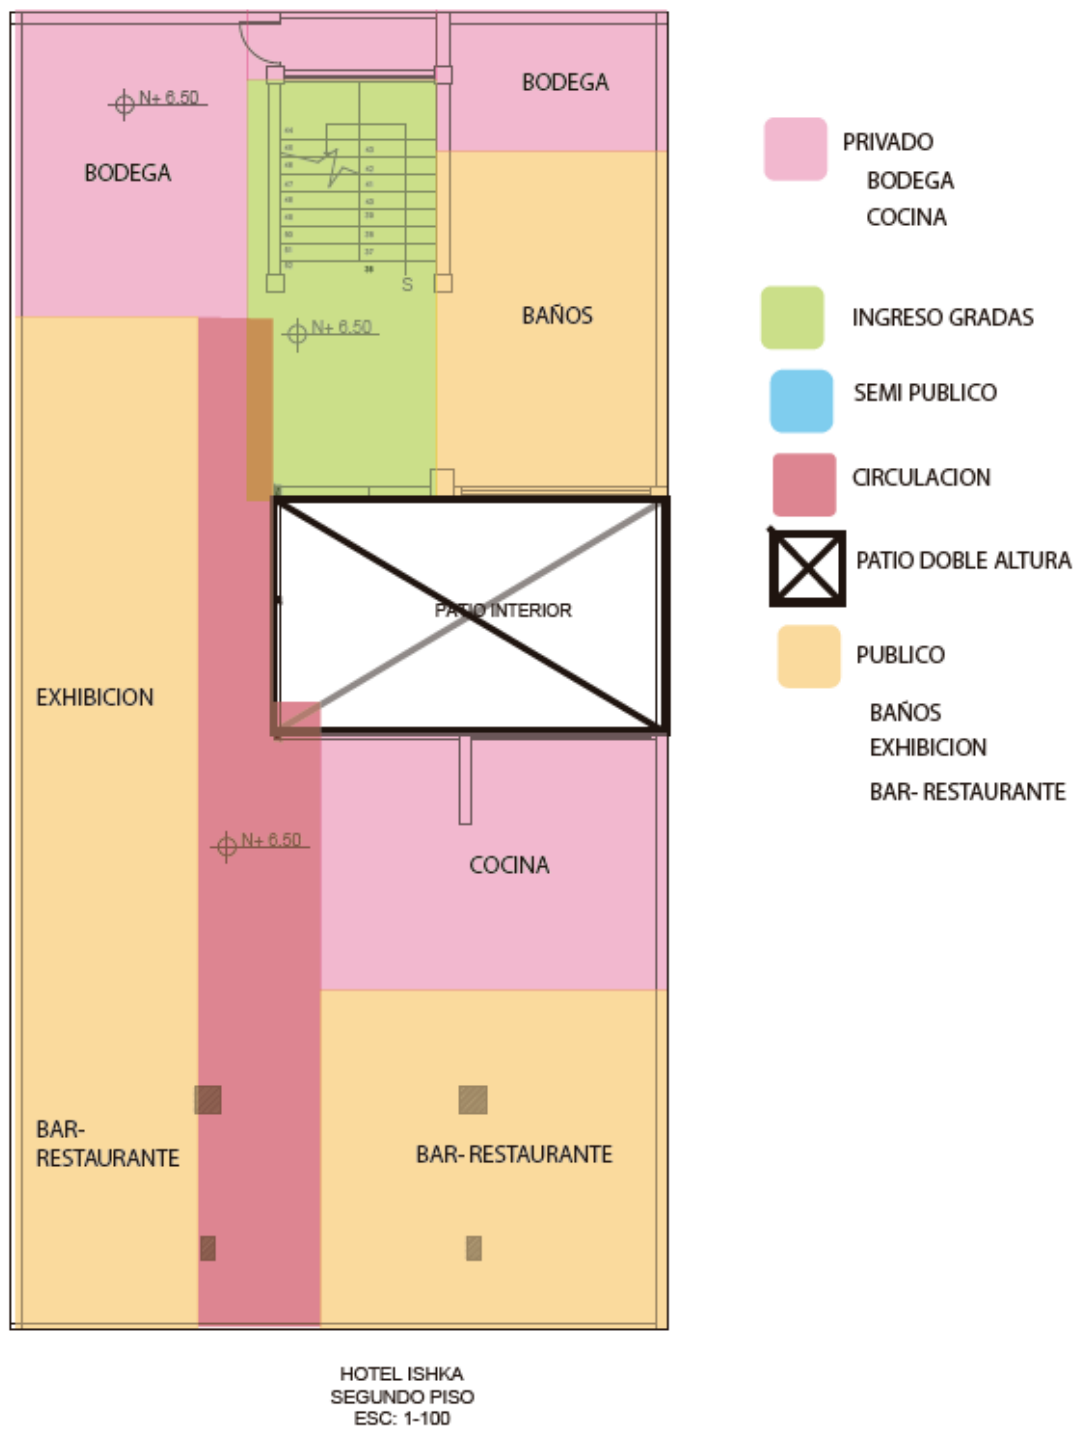 BODEGA
N+ 6.50
BODEGA
S
N+ 6.50
BAÑOS
PATIO INTERIOR
EXHIBICION
N+ 6.50
COCINA
BAR-
RESTAURANTE
BAR- RESTAURANTE
PRIVADO
BODEGA
COCINA
INGRESO GRADAS
SEMI PUBLICO
CIRCULACION
PATIO DOBLE ALTURA
PUBLICO
BAÑOS
EXHIBICION
BAR- RESTAURANTE
HOTEL ISHKA
SEGUNDO PISO
ESC: 1-100